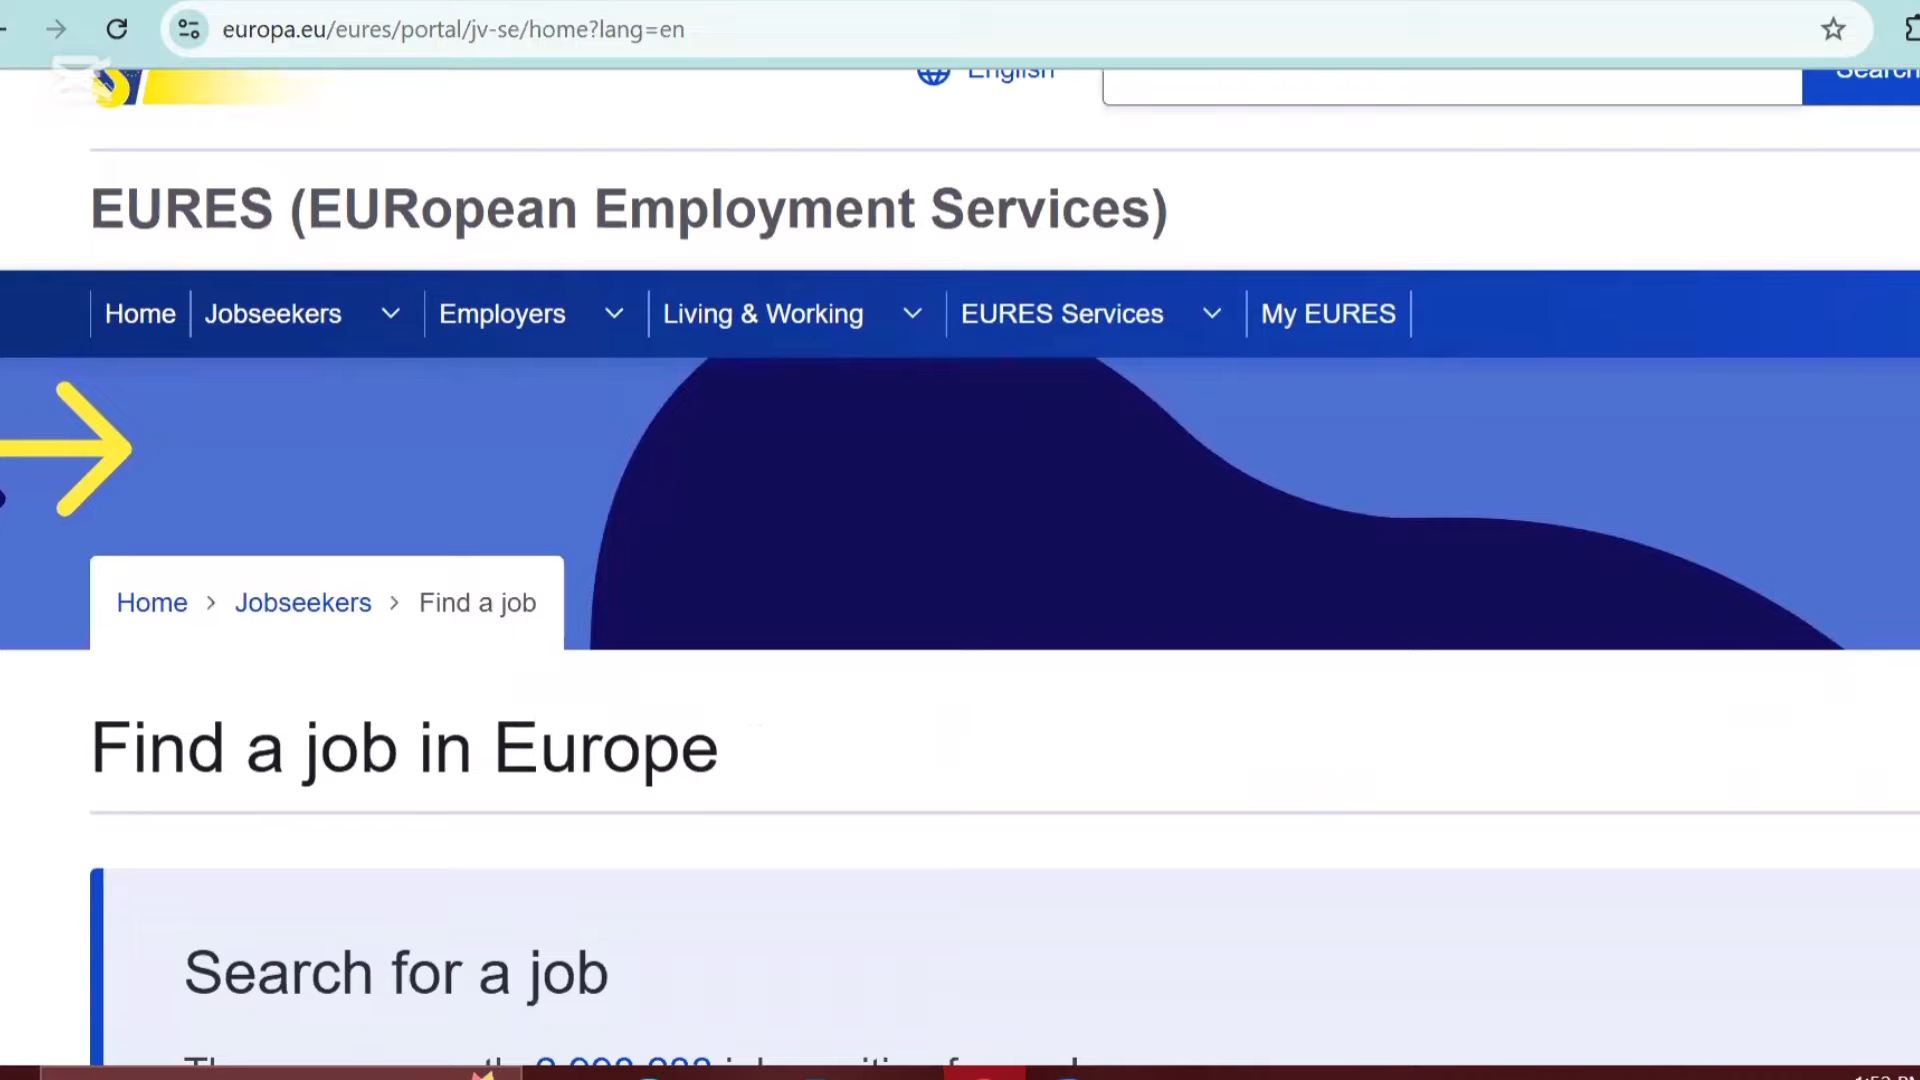 europa.eu/eures/portal/jv-se/home?lang=en
English
Search
EURES (EURopean Employment Services)
Home Jobseekers Employers Living & Working EURES Services My EURES
Home > Jobseekers > Find a job
Find a job in Europe
Search for a job